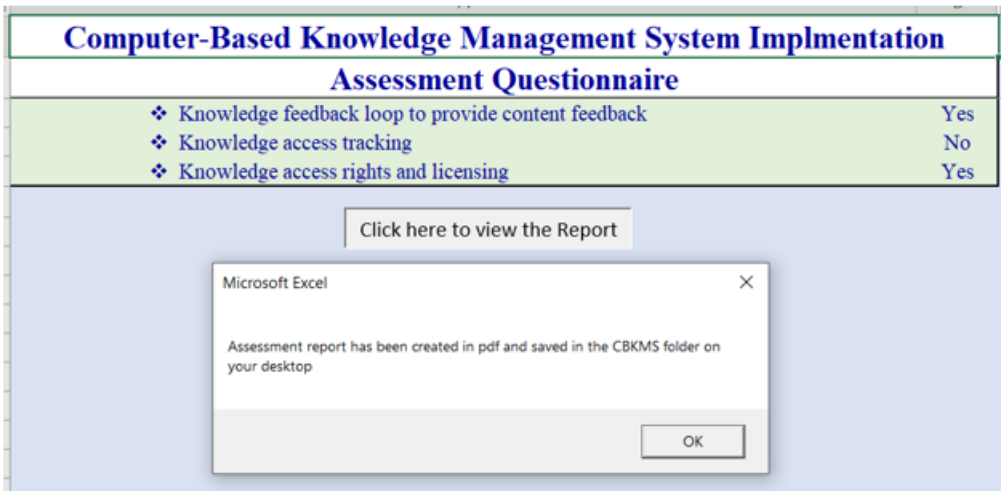 Computer-Based Knowledge Management System Implmentation
Assessment Questionnaire
❖ Knowledge feedback loop to provide content feedback Yes
❖ Knowledge access tracking No
❖ Knowledge access rights and licensing Yes
Click here to view the Report
Microsoft Excel
Assessment report has been created in pdf and saved in the CBKMS folder on
your desktop
OK